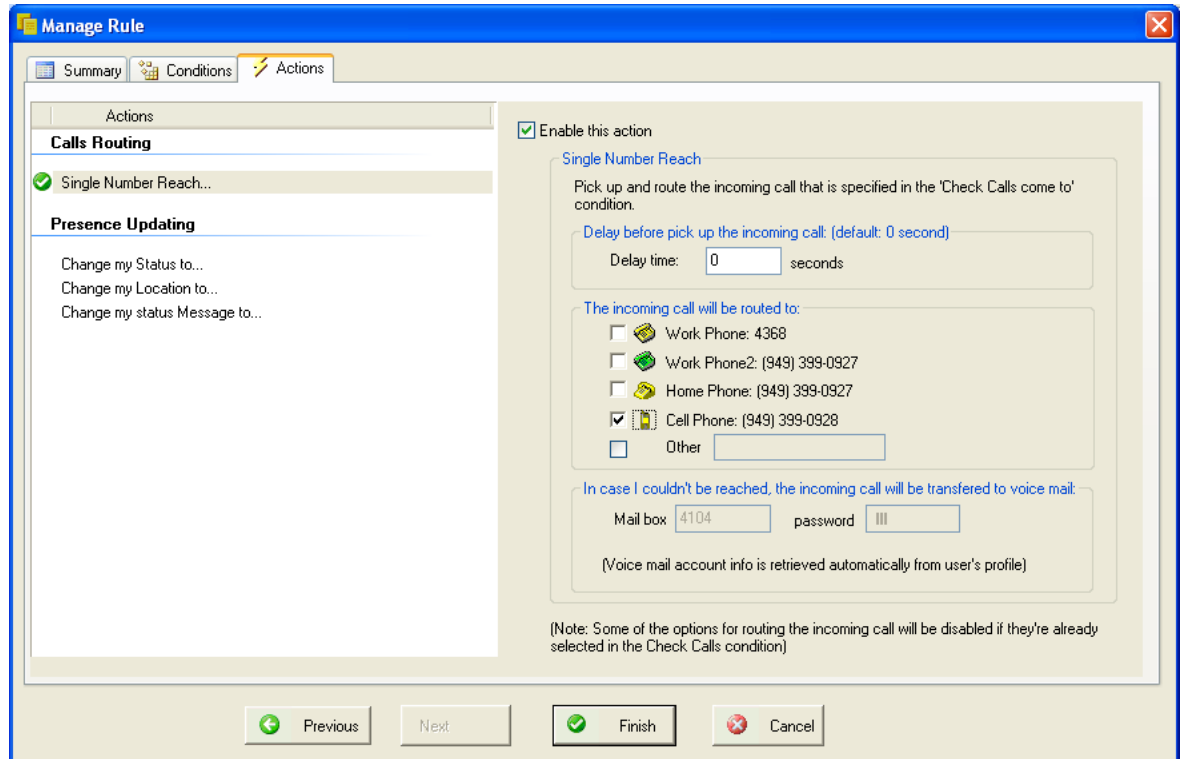 Manage Rule
Summary
Conditions
Actions
Actions
Calls Routing
Single Number Reach...
Presence Updating
Change my Status to...
Change my Location to...
Change my status Message to...
Enable this action
Single Number Reach
Pick up and route the incoming call that is specified in the 'Check Calls come to'
condition.
Delay before pick up the incoming call: (default: 0 second)
Delay time: 0 seconds
The incoming call will be routed to:
Work Phone: 4368
Work Phone2: (949) 399-0927
Home Phone: (949) 399-0927
Cell Phone: (949) 399-0928
Other
In case I couldn't be reached, the incoming call will be transfered to voice mail:
Mail box 4104 password
(Voice mail account info is retrieved automatically from user's profile)
(Note: Some of the options for routing the incoming call will be disabled if they're already
selected in the Check Calls condition)
Previous
Next
Finish
Cancel